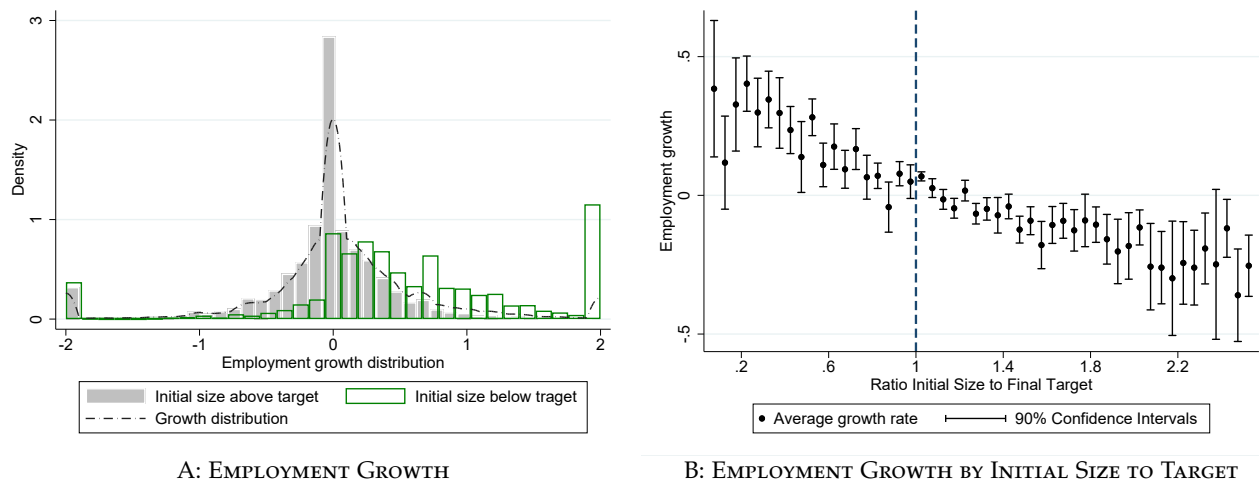 3
2
1
0
Density
-2
-1
0
1
2
Employment growth distribution
Initial size above target
Initial size below traget
Growth distribution
A: EMPLOYMENT GROWTH
.5
0
-.5
Employment growth
.2
.6
1
1.4
1.8
2.2
Ratio Initial Size to Final Target
Average growth rate
90% Confidence Intervals
B: EMPLOYMENT GROWTH BY INITIAL SIZE TO TARGET